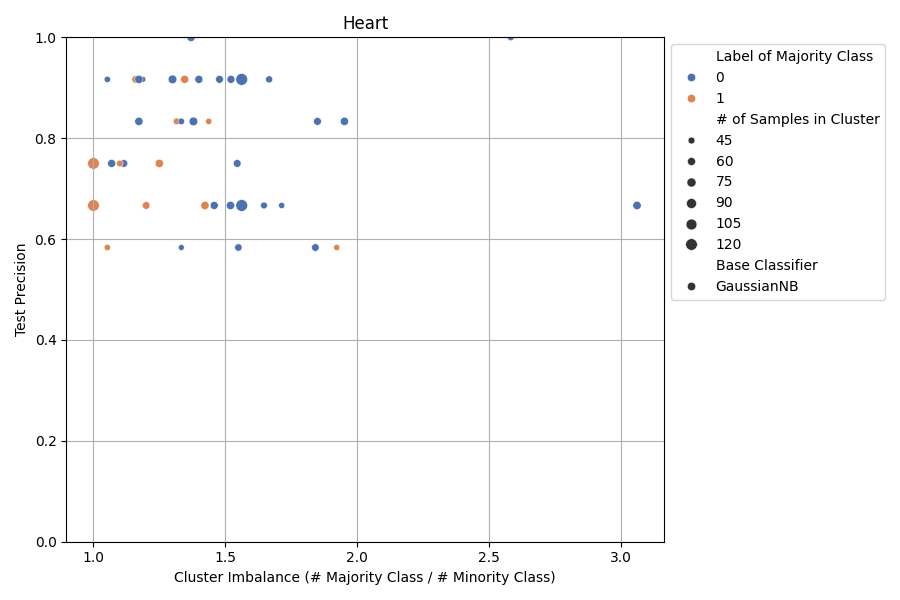 Heart
1.0
0.8
0.6
0.4
0.2
0.0
Test Precision
1.0
1.5
2.0
2.5
3.0
Cluster Imbalance (# Majority Class / # Minority Class)
Label of Majority Class
0
1
# of Samples in Cluster
45
60
75
90
105
120
Base Classifier
GaussianNB